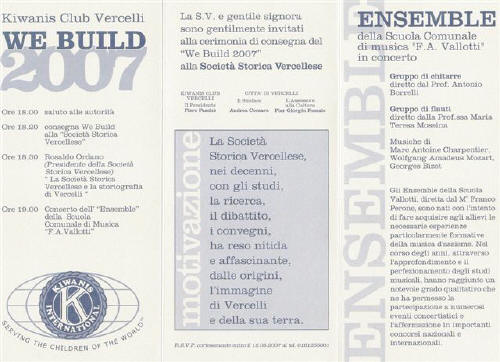 Kiwanis Club Vercelli
WE BUILD
2007
Ore 18.00 saluto alle autorità
Ore 18.20 consegna We Build
alla "Società Storica
Vercellese"
Ore 18.30 Rosaldo Ordano
(Presidente della Società
Storica Vercellese)
" La Società Storica
Vercellese e la storiografia
di Vercelli "
Ore 19.00 Concerto dell' "Ensemble"
della Scuola
Comunale di Musica
"F.A.Vallotti"
KIWANIS
K
INTERNATIONAL
SERVING THE CHILDREN OF THE WORLD™
La S.V. e gentile signora
sono gentilmente invitati
alla cerimonia di consegna del
"We Build 2007"
alla Società Storica Vercellese
KIWANIS CLUB
VERCELLI
Il Presidente
CITTA' DI VERCELLI
Il Sindaco
Andrea Corsaro
L'Assessore
alla Cultura
Pier Giorgio Fossale
motivazione
La Società
Storica Vercellese,
nei decenni,
con gli studi,
la ricerca,
il dibattito,
i convegni,
ha reso nitida
e affascinante,
dalle origini,
l'immagine
di Vercelli
e della sua terra.
R.S.V.P. cortesemente entro il
ENSEMBLE
ENSEMBLE
della Scuola Comunale
di musica "F.A. Vallotti"
in concerto
Gruppo di chitarre
diretto dal Prof. Antonio
Borrelli
Gruppo di flauti
diretto dalla Prof.ssa Maria
Teresa Mosseina
Musiche di
Marc Antoine Charpentier,
Wolfgang Amadeus Mozart,
Georges Bizet
Gli Ensemble della Scuola
Vallotti, diretta dal M° Franco
Perone, sono nati con l'intento
di fare acquisire agli allievi le
necessarie esperienze
particolarmente formative
della musica d'assieme. Nel
corso degli anni, attraverso
l'approfondimento e il
perfezionamento degli studi
musicali, hanno raggiunto un
notevole grado qualitativo che
ne ha permesso la
partecipazione a numerosi
eventi concertistici e
l'affermazione in importanti
concorsi nazionali e
internazionali.